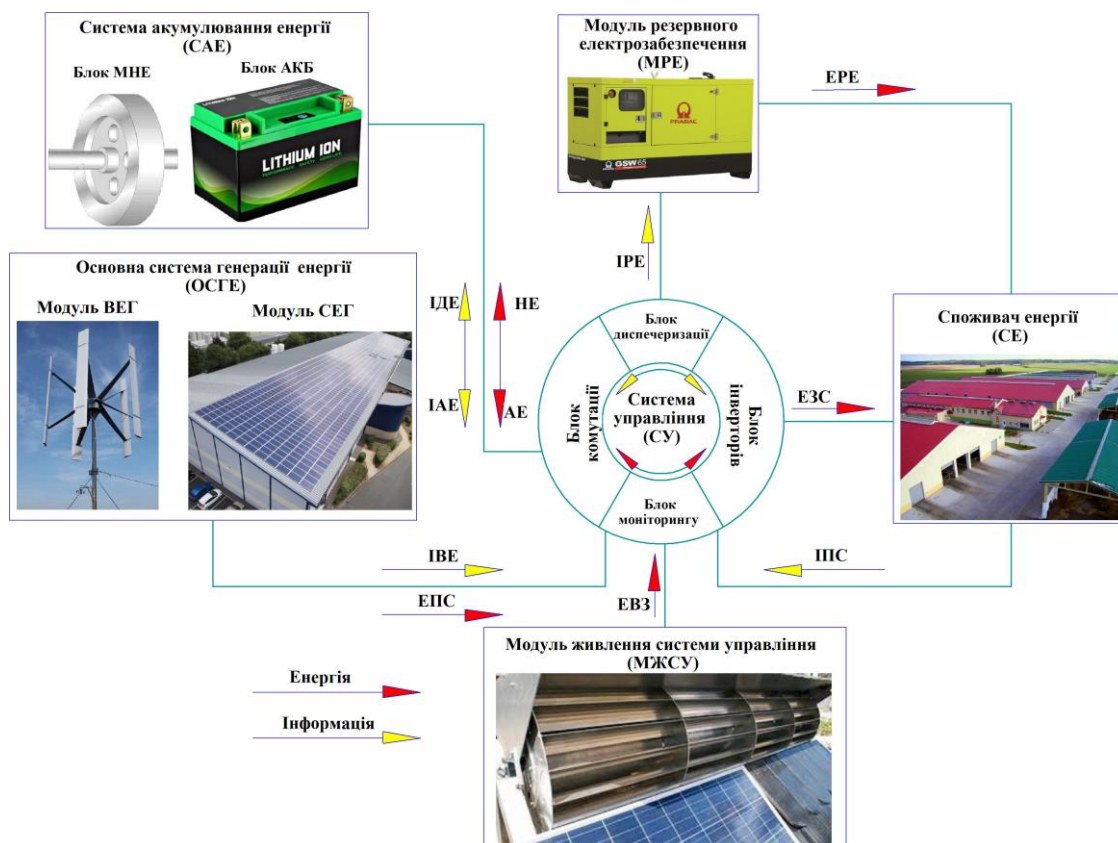 Система акумулювання енергії
(САЕ)
Блок МНЕ
Блок АКБ
LITHIUM ION
Модуль резервного
електрозабезпечення
(МРЕ)
PRAMAC
GSW65
ЕРЕ
ІРЕ
Основна система генерації енергії
(ОСГЕ)
Модуль ВЕГ
Модуль СЕГ
ІДЕ
НЕ
ІАЕ
АЕ
Блок
диспечеризації
Блок
комутації
Система
управління
(СУ)
Блок
інверторів
Блок
моніторингу
ЕЗС
Споживач енергії
(СЕ)
ІВЕ
ЕПС
ЕВЗ
ІПС
Модуль живлення системи управління
(МЖСУ)
Енергія
Інформація